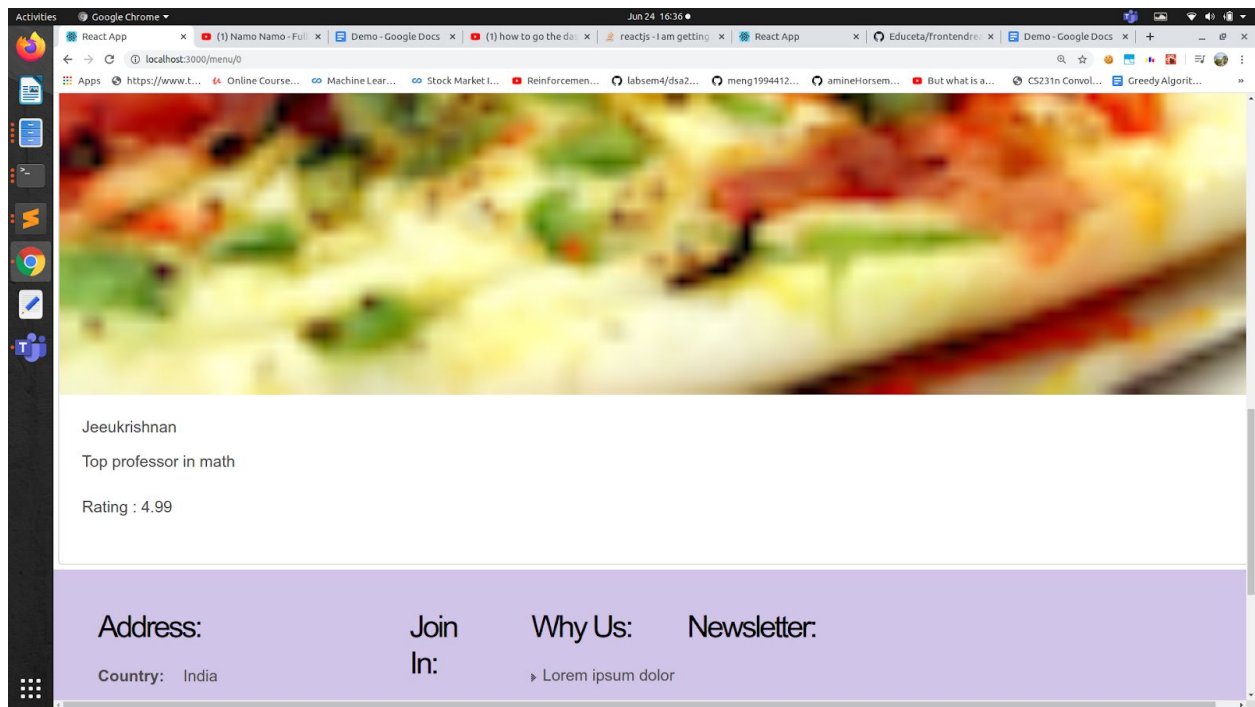 Activities Google Chrome Jun 24 16:36
React App (1) Namo Namo - Full Demo - Google Docs (1) how to go the das reactjs - I am getting React App Educeta/frontendrea Demo - Google Docs
localhost:3000/menu/0
Apps https://www.t... Online Course... Machine Lear... Stock Market I... Reinforcemen... labsem4/dsa2... meng1994412... amineHorsem... But what is a... CS231n Convol... Greedy Algorit... »
Jeeukrishnan
Top professor in math
Rating : 4.99
Address: Join In: Why Us: Newsletter:
Country: India Lorem ipsum dolor